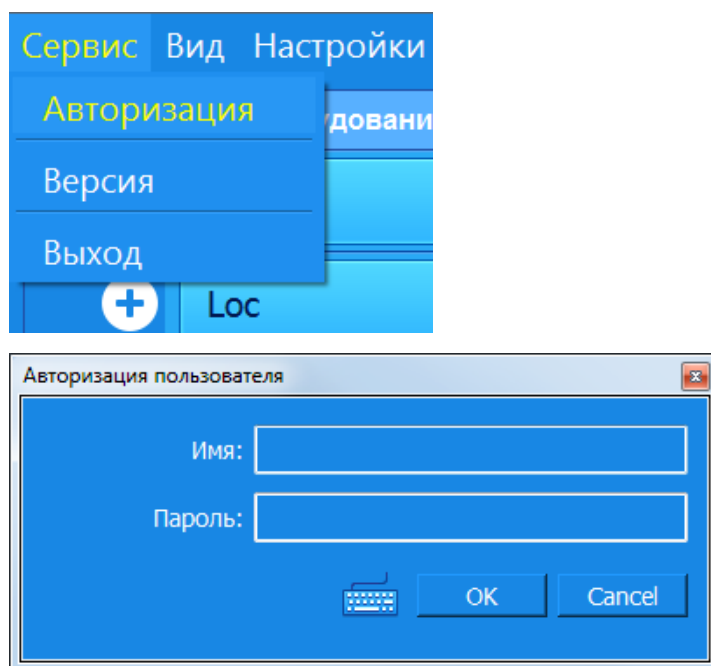 Сервис Вид Настройки
Авторизация
Версия
Выход
Loc
Авторизация пользователя
Имя:
Пароль:
OK Cancel